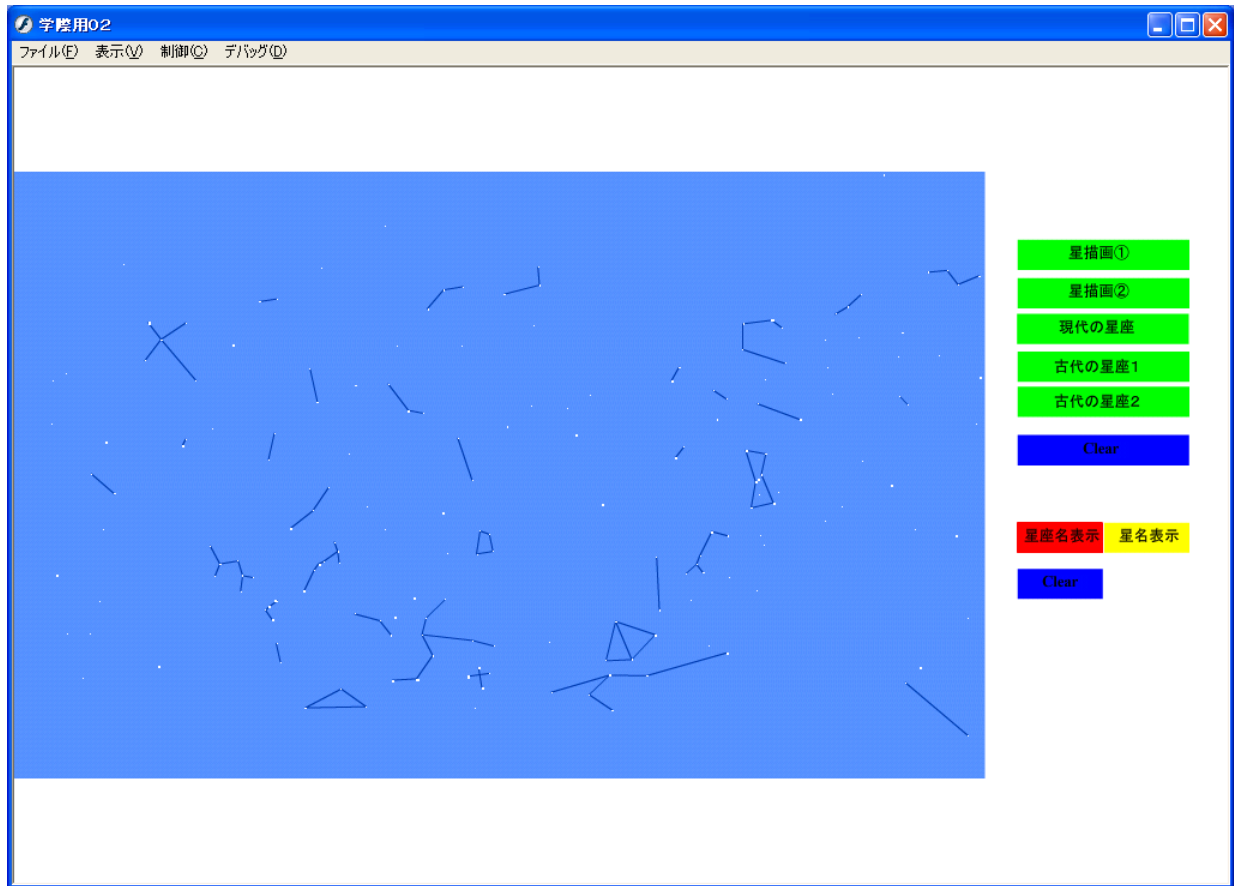 学際用02
ファイル(F) 表示(V) 制御(C) デバッグ(D)
星描画①
星描画②
現代の星座
古代の星座1
古代の星座2
Clear
星座名表示 星名表示
Clear